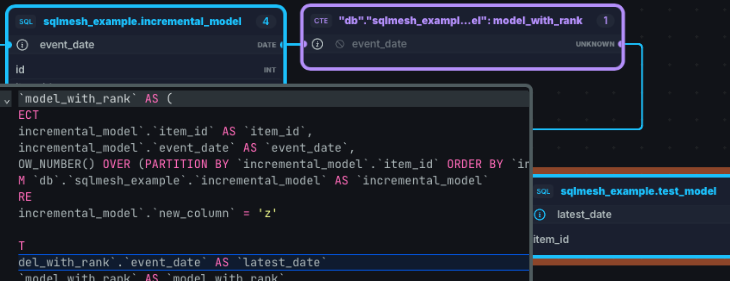 SQL sqlmesh_example.incremental_model 4
event_date DATE
id INT
CTE "db"."sqlmesh_exampl...el": model_with_rank 1
event_date UNKNOWN
`model_with_rank` AS (
ECT
incremental_model`.`item_id` AS `item_id`,
incremental_model`.`event_date` AS `event_date`,
OW_NUMBER() OVER (PARTITION BY `incremental_model`.`item_id` ORDER BY `in
M `db`.`sqlmesh_example`.`incremental_model` AS `incremental_model`
RE
incremental_model`.`new_column` = 'z'
T
del_with_rank`.`event_date` AS `latest_date`
`model_with_rank` AS `model_with_rank`
SQL sqlmesh_example.test_model
latest_date
item_id